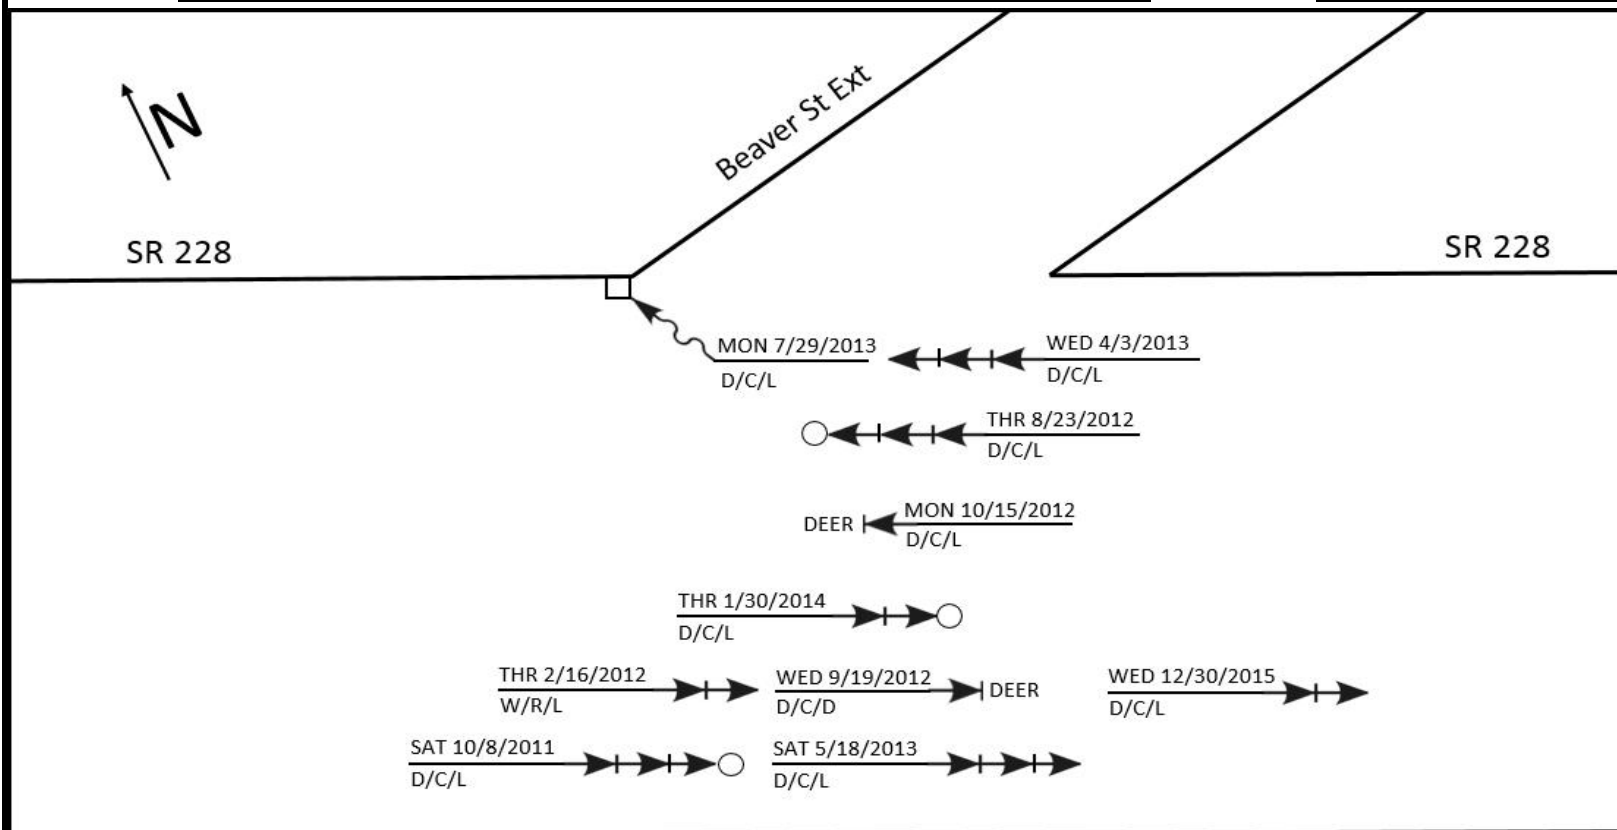 N
Beaver St Ext
SR 228
SR 228
MON 7/29/2013
D/C/L
WED 4/3/2013
D/C/L
THR 8/23/2012
D/C/L
DEER
MON 10/15/2012
D/C/L
THR 1/30/2014
D/C/L
THR 2/16/2012
W/R/L
WED 9/19/2012
D/C/D
DEER
WED 12/30/2015
D/C/L
SAT 10/8/2011
D/C/L
SAT 5/18/2013
D/C/L